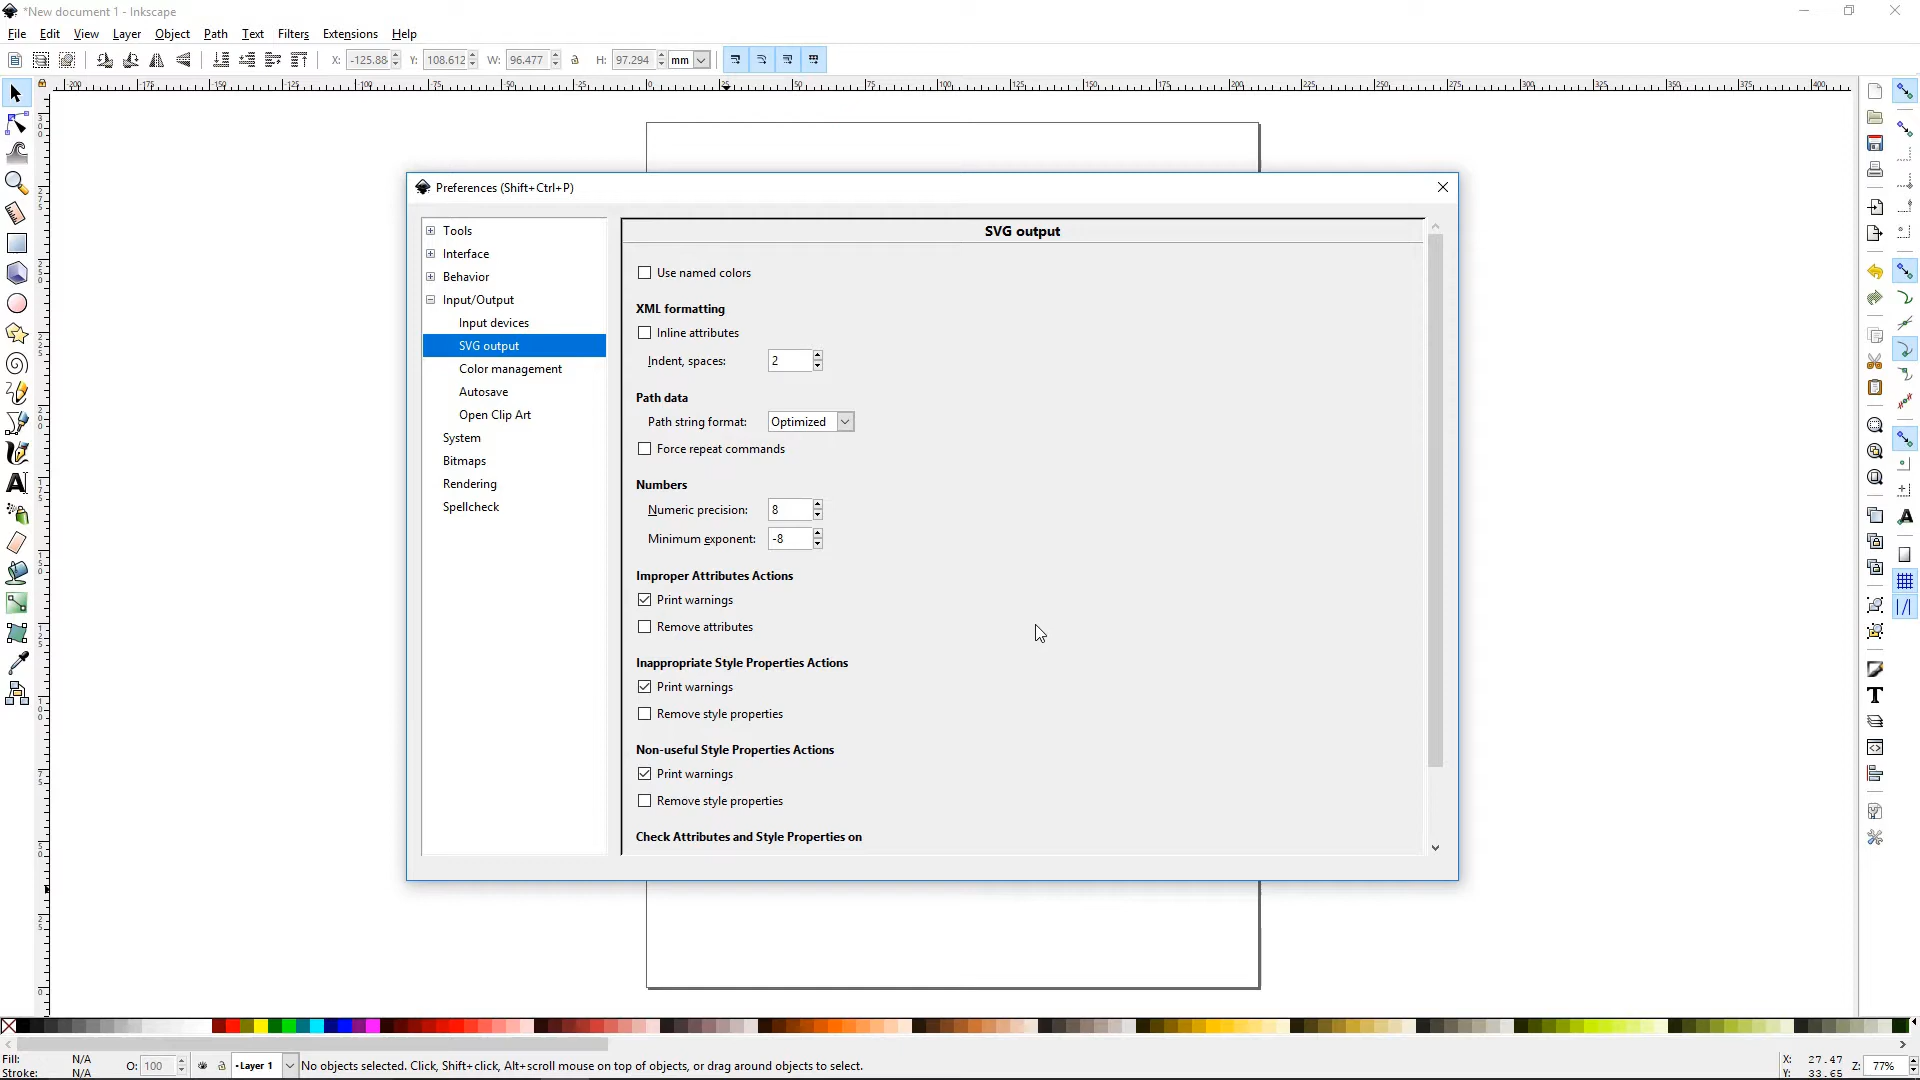 *New document 1 - Inkscape
File Edit View Layer Object Path Text Filters Extensions Help
X: -125.88 Y: 108.612 W: 96.477 H: 97.294 mm
Preferences (Shift+Ctrl+P)
Tools
Interface
Behavior
Input/Output
Input devices
SVG output
Color management
Autosave
Open Clip Art
System
Bitmaps
Rendering
Spellcheck
SVG output
Use named colors
XML formatting
Inline attributes
Indent, spaces: 2
Path data
Path string format: Optimized
Force repeat commands
Numbers
Numeric precision: 8
Minimum exponent: -8
Improper Attributes Actions
Print warnings
Remove attributes
Inappropriate Style Properties Actions
Print warnings
Remove style properties
Non-useful Style Properties Actions
Print warnings
Remove style properties
Check Attributes and Style Properties on
Fill: N/A
Stroke: N/A
O: 100
-Layer 1
No objects selected. Click, Shift+click, Alt+scroll mouse on top of objects, or drag around objects to select.
X: 27.47
Y: 33.65
Z: 77%